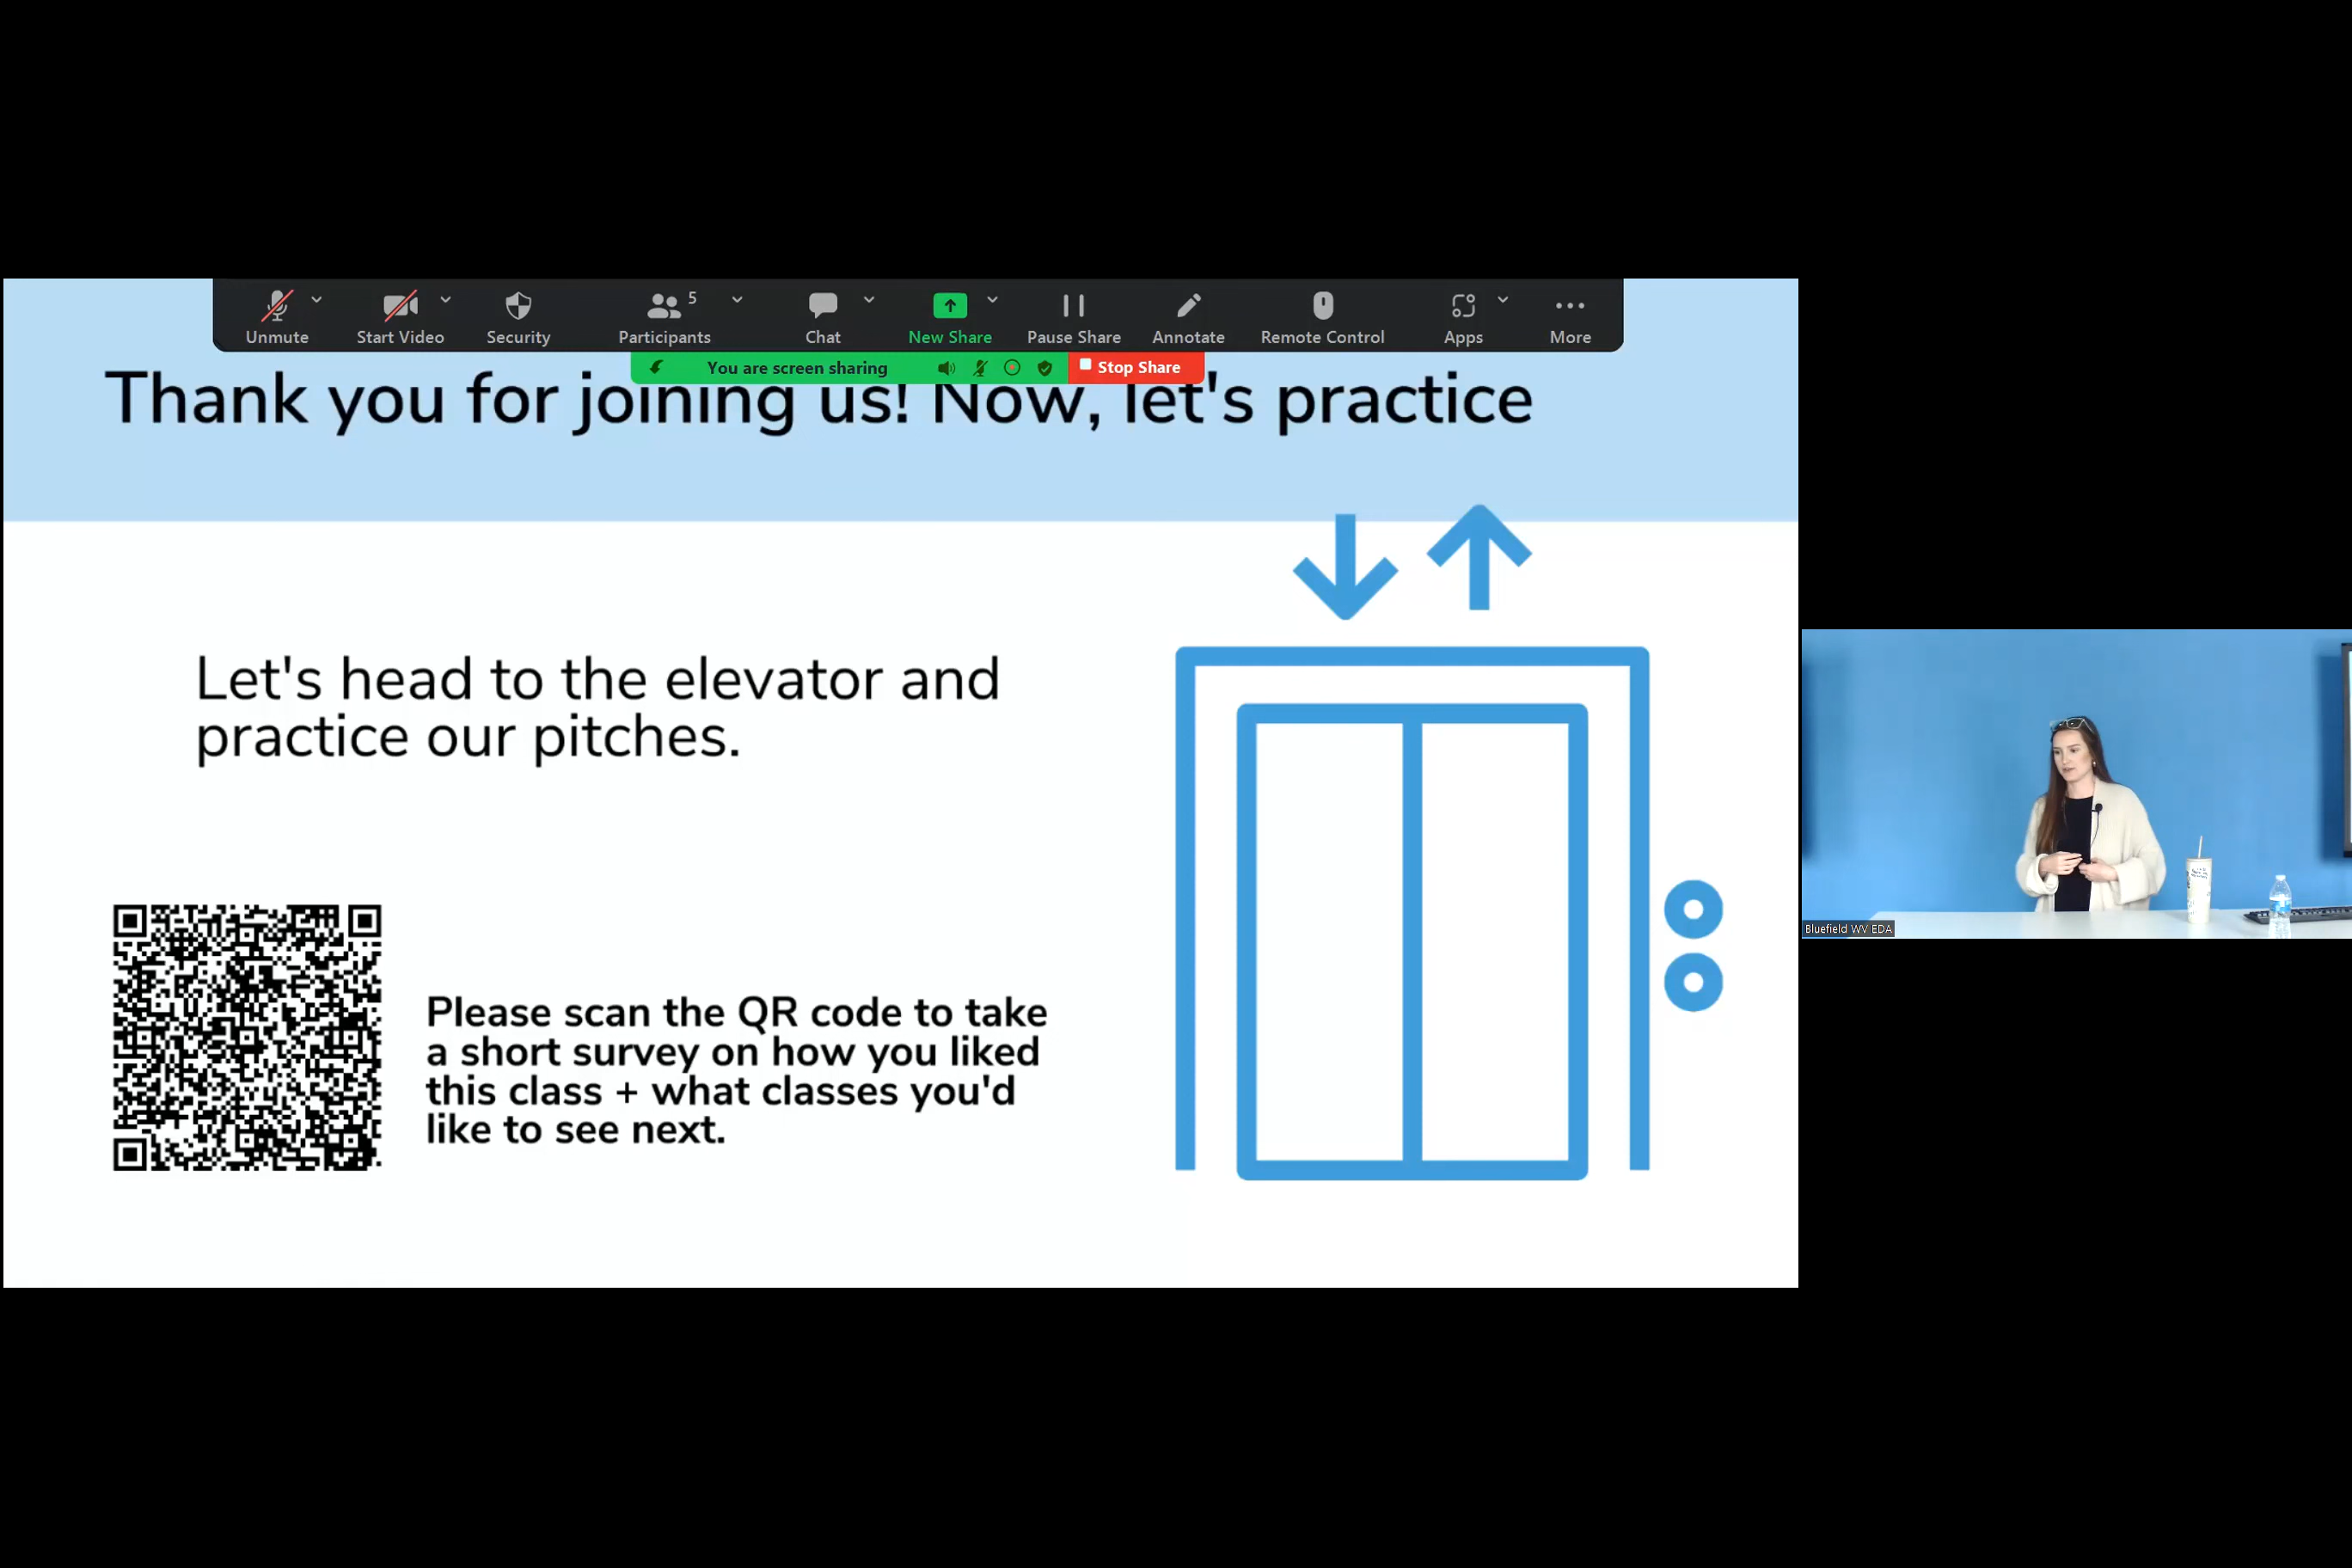 Unmute
Start Video
Security
Participants
5
Chat
New Share
Pause Share
Annotate
Remote Control
Apps
More
You are screen sharing
Stop Share
Thank you for joining us! Now, let's practice
Let's head to the elevator and
practice our pitches.
Please scan the QR code to take
a short survey on how you liked
this class + what classes you'd
like to see next.
Bluefield WV EDA